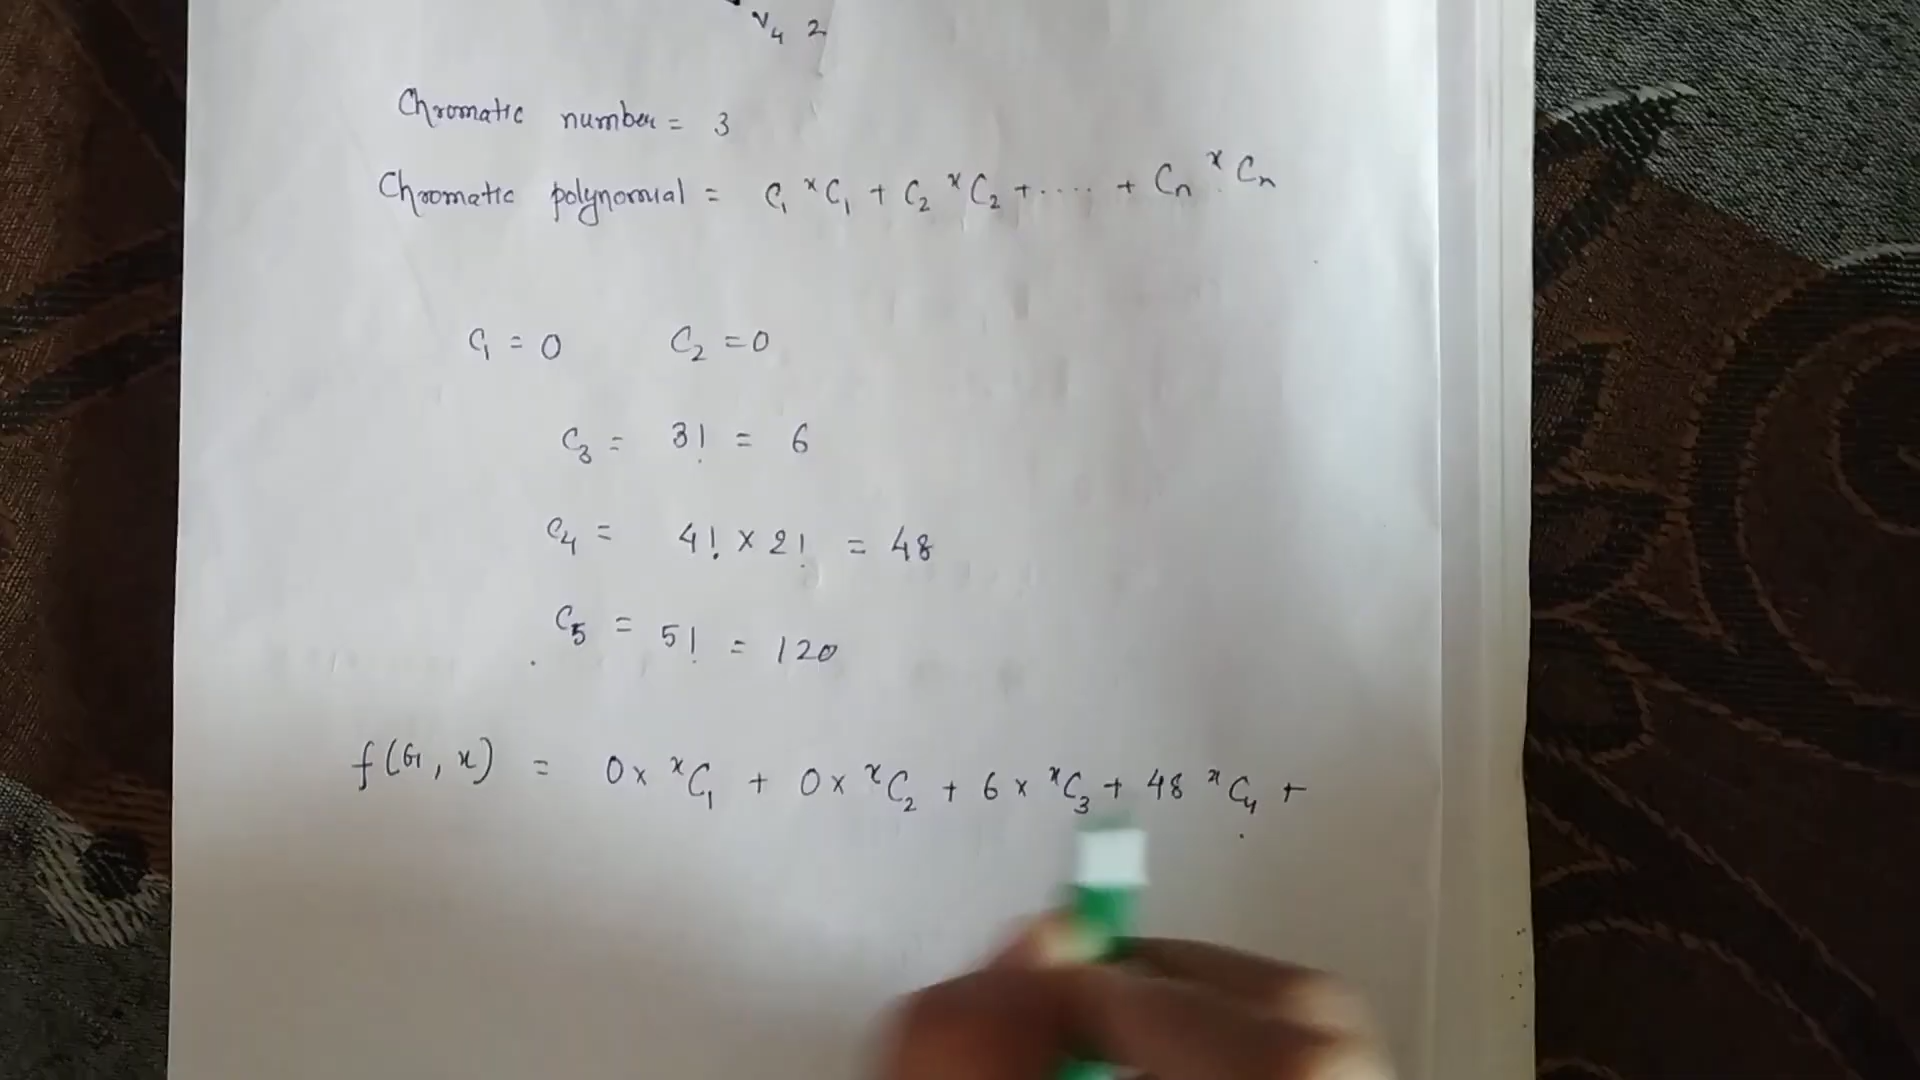 v₄ 2
Chromatic number = 3
Chromatic polynomial = C₁ ˣC₁ + C₂ ˣC₂ + .... + Cₙ ˣCₙ
C₁ = 0 C₂ = 0
C₃ = 3! = 6
C₄ = 4! × 2! = 48
C₅ = 5! = 120
f(G, x) = 0 × ˣC₁ + 0 × ˣC₂ + 6 × ˣC₃ + 48 ˣC₄ +